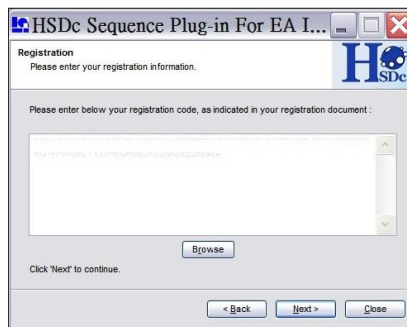 HSDc Sequence Plug-in For EA I...
Registration
Please enter your registration information.
HSDc
Please enter below your registration code, as indicated in your registration document :
Browse
Click 'Next' to continue.
< Back
Next >
Close